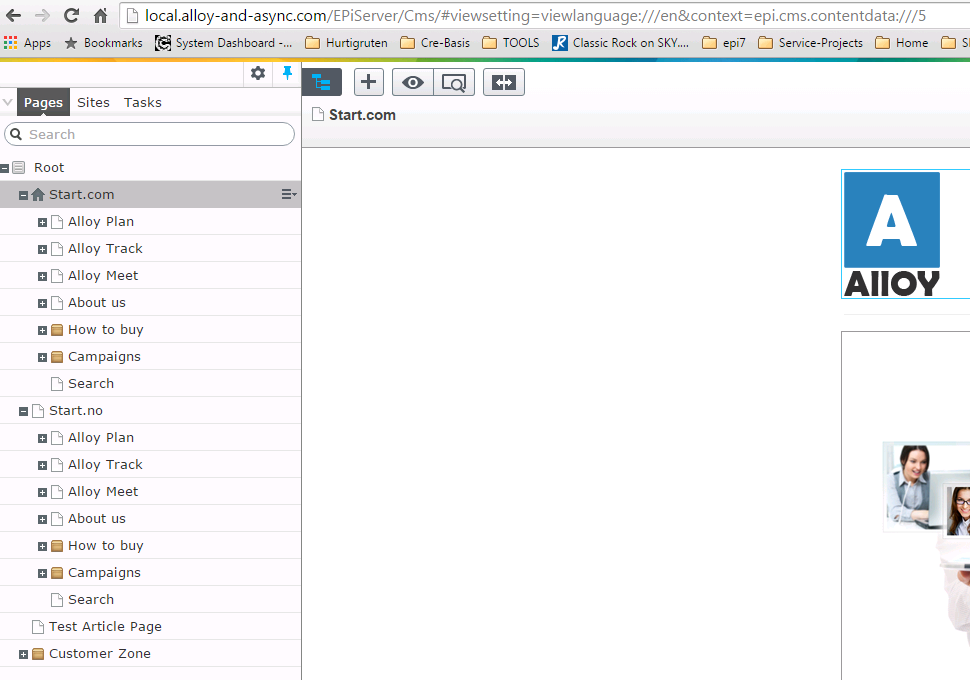 local.alloy-and-async.com/EPiServer/Cms/#viewsetting=viewlanguage:///en&context=epi.cms.contentdata:///5
Apps Bookmarks System Dashboard -... Hurtigruten Cre-Basis TOOLS Classic Rock on SKY.... epi7 Service-Projects Home
Pages Sites Tasks
Start.com
Search
Root
Start.com
Alloy Plan
Alloy Track
Alloy Meet
About us
How to buy
Campaigns
Search
Start.no
Alloy Plan
Alloy Track
Alloy Meet
About us
How to buy
Campaigns
Search
Test Article Page
Customer Zone
A
Alloy